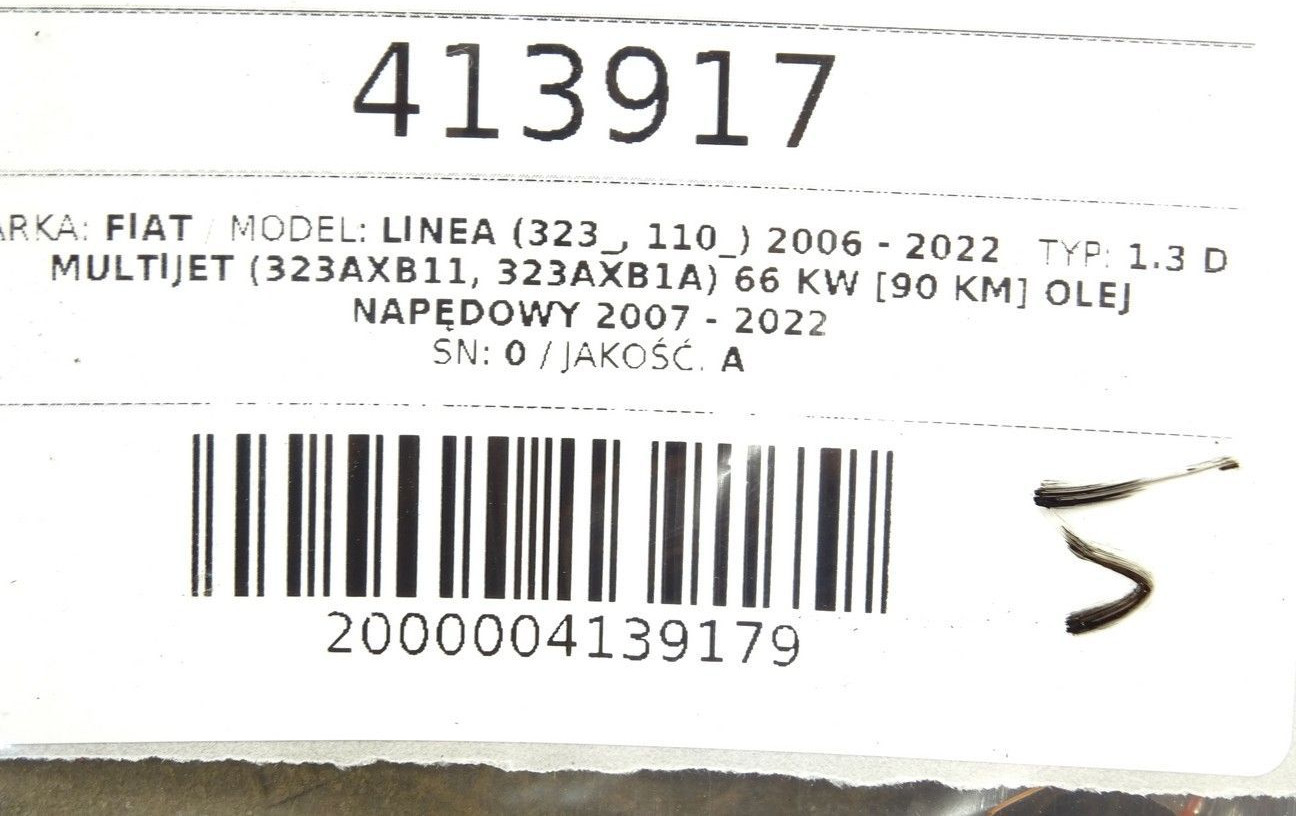 413917
ARKA: FIAT / MODEL: LINEA (323_, 110_) 2006 - 2022 TYP: 1.3 D
MULTIJET (323AXB11, 323AXB1A) 66 KW [90 KM] OLEJ
NAPĘDOWY 2007 - 2022
SN: 0 / JAKOŚĆ: A
2000004139179
5